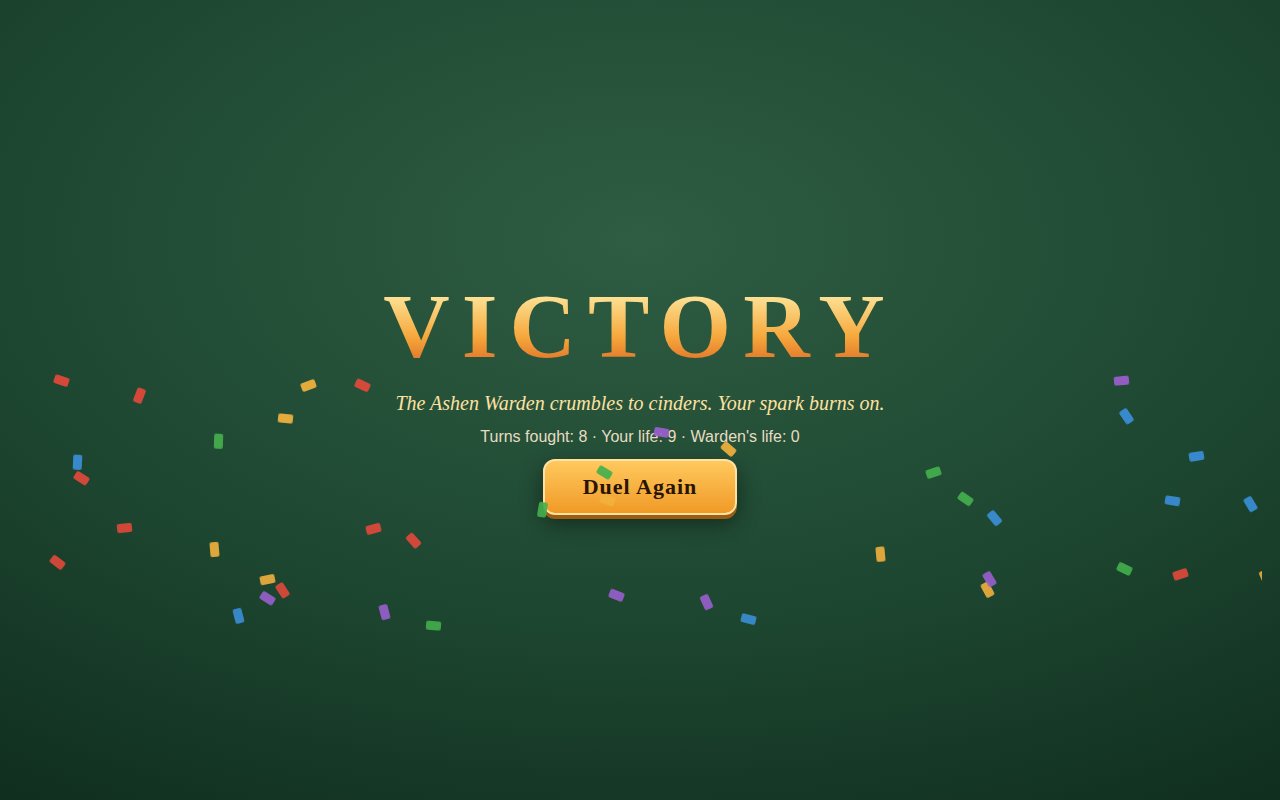 VICTORY
The Ashen Warden crumbles to cinders. Your spark burns on.
Turns fought: 8 · Your life: 9 · Warden's life: 0
Duel Again